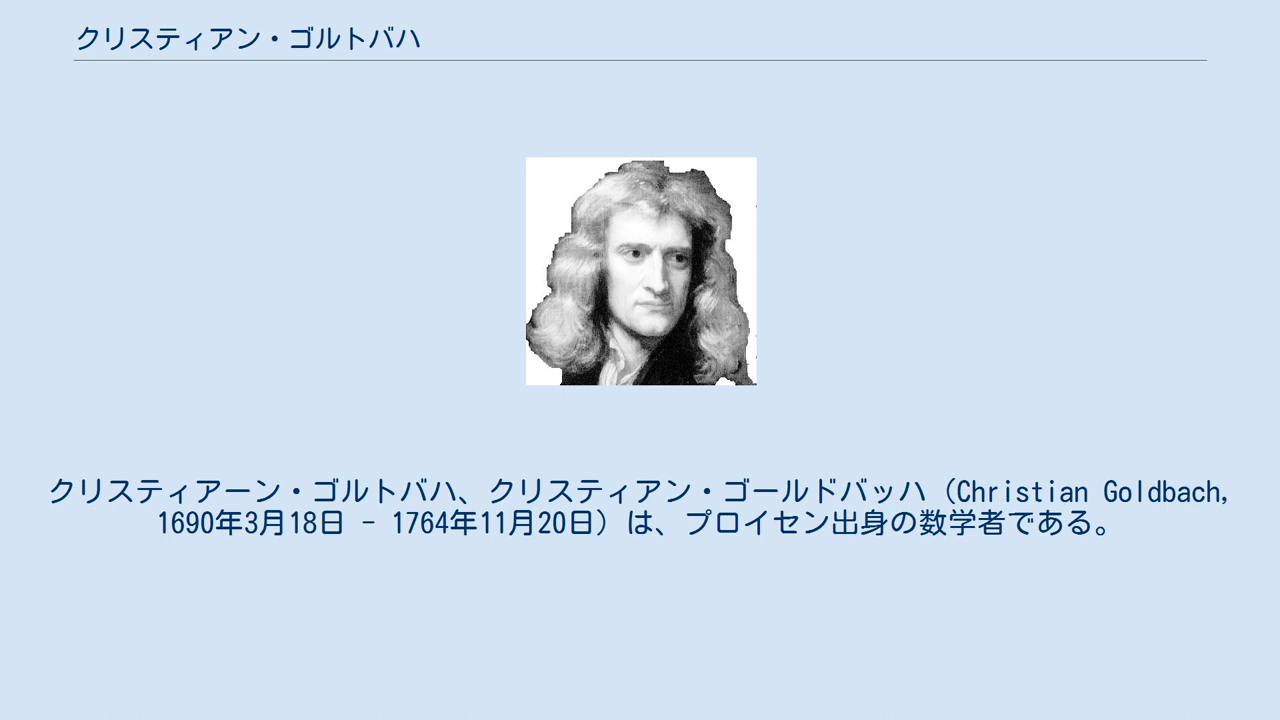 クリスティアン・ゴルトバハ
クリスティアーン・ゴルトバハ、クリスティアン・ゴールドバッハ（Christian Goldbach,
1690年3月18日 - 1764年11月20日）は、プロイセン出身の数学者である。